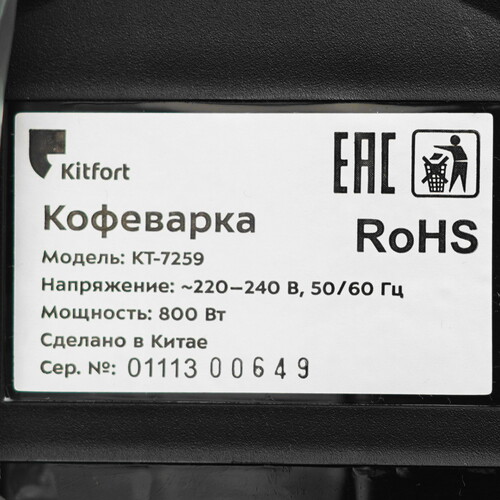 Kitfort
EAC
Кофеварка
RoHS
Модель: КТ-7259
Напряжение: ~220–240 В, 50/60 Гц
Мощность: 800 Вт
Сделано в Китае
Сер. №: 01113 00649